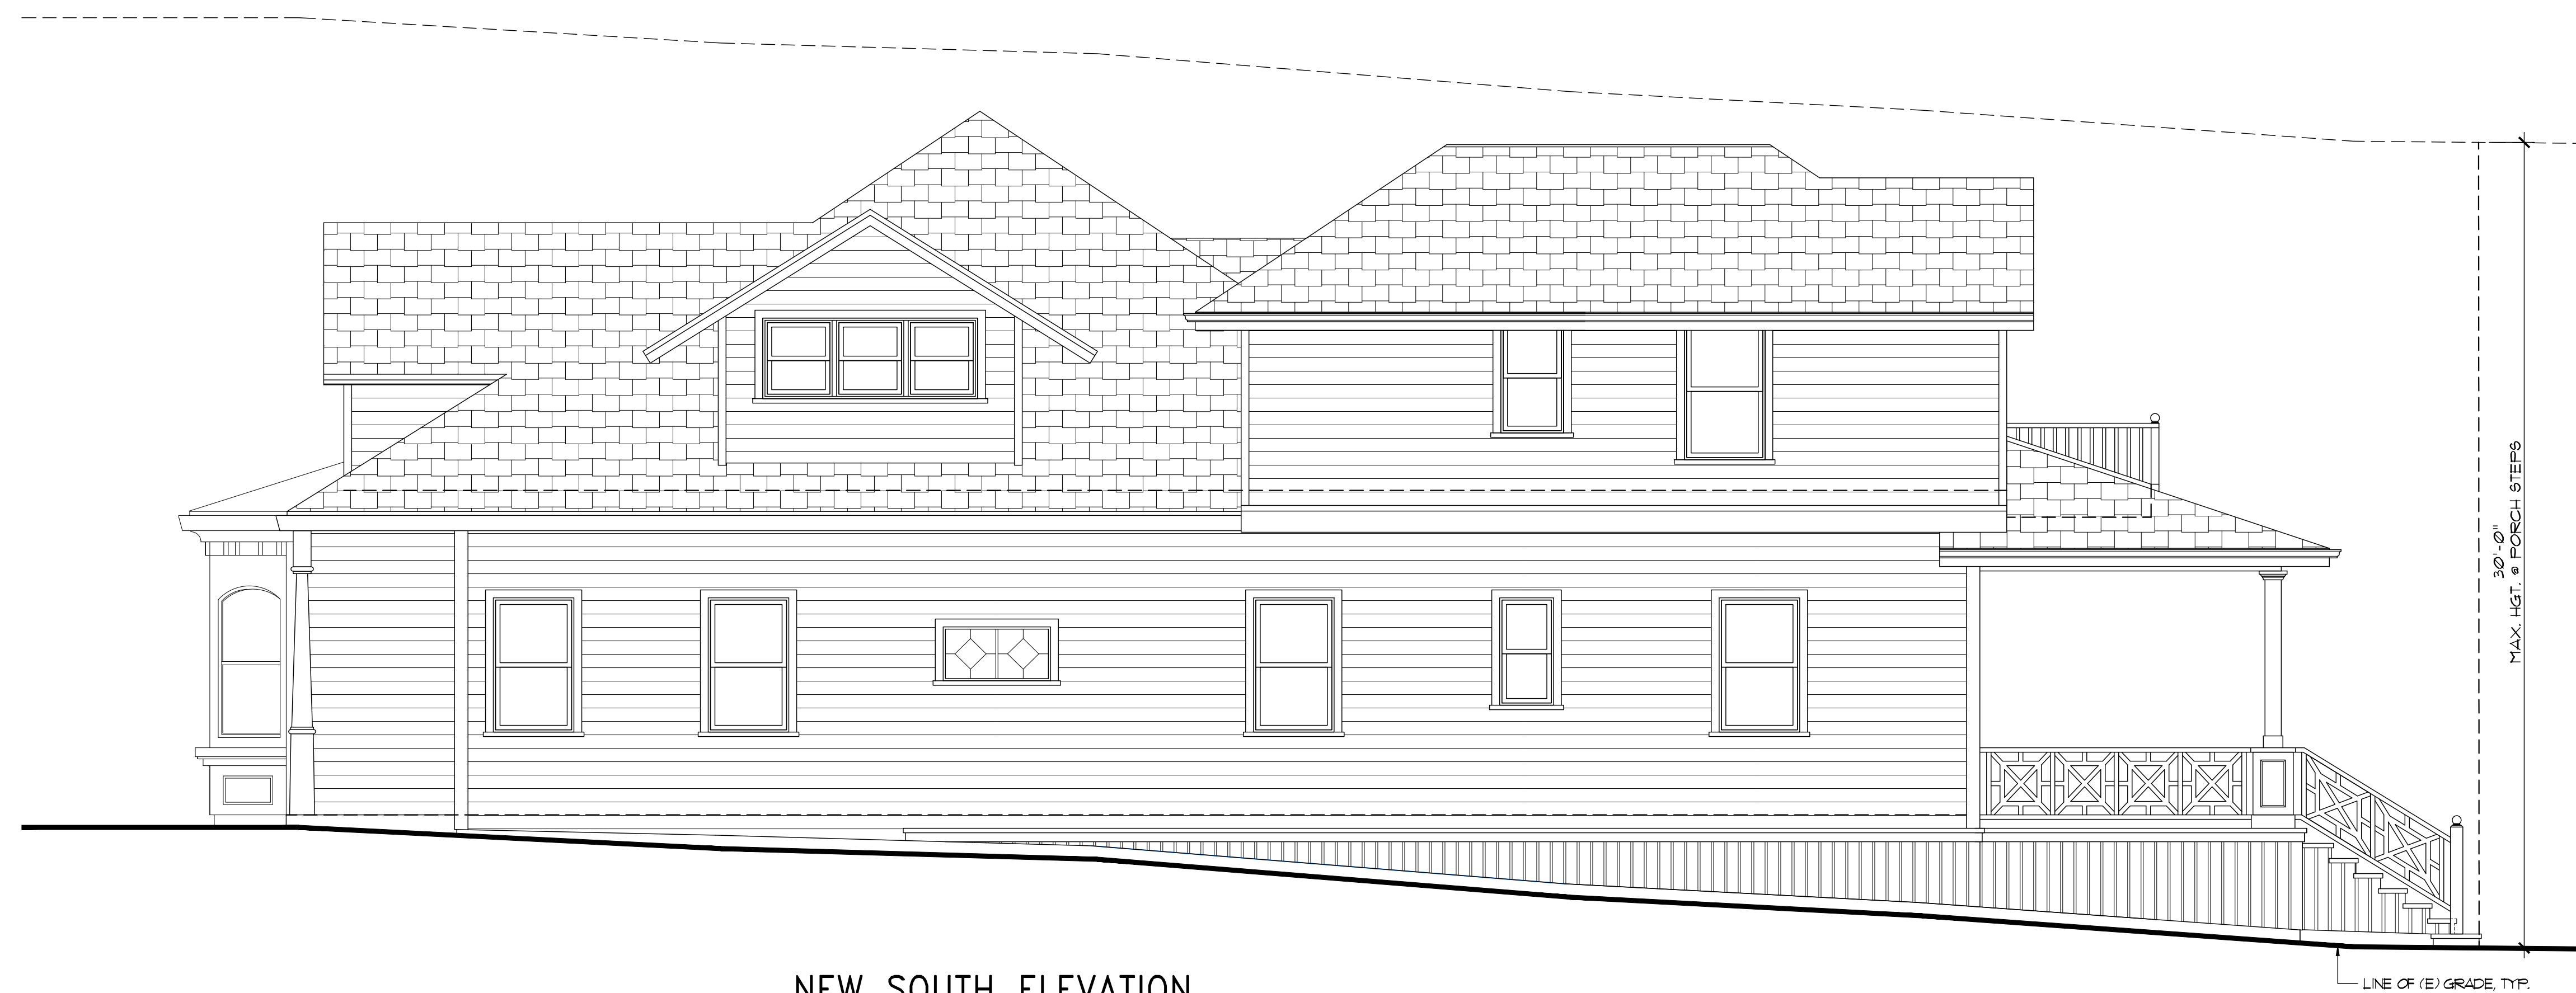 30'-0"
MAX. HGT. @ PORCH STEPS
NEW SOUTH ELEVATION
LINE OF (E) GRADE, TYP.